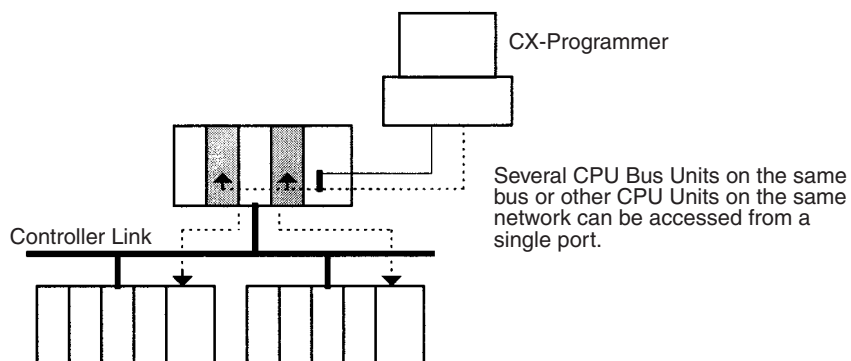 CX-Programmer
Several CPU Bus Units on the same
bus or other CPU Units on the same
network can be accessed from a
single port.
Controller Link